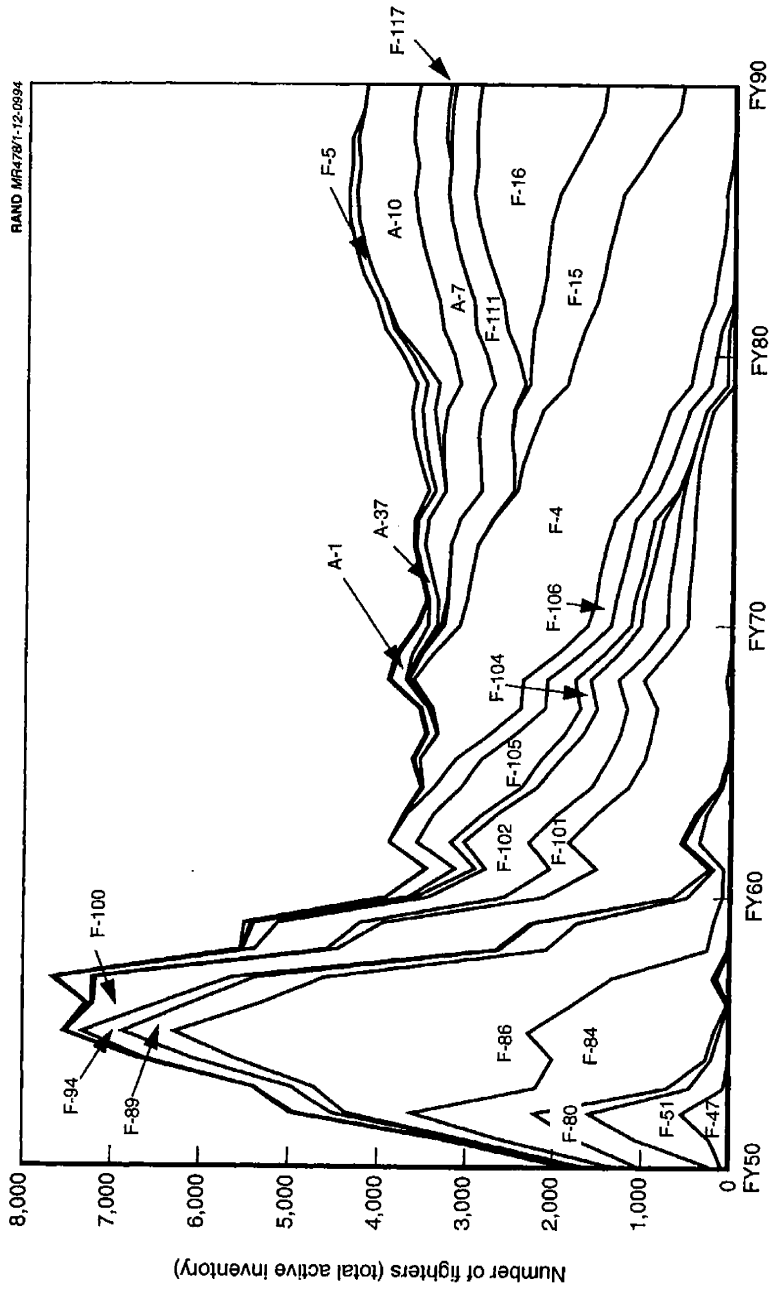 RAND MR478/1-12-0994
Number of fighters (total active inventory)
8,000
7,000
6,000
5,000
4,000
3,000
2,000
1,000
0
FY50
FY60
FY70
FY80
FY90
F-94
F-89
F-100
F-86
F-84
F-80
F-51
F-47
F-102
F-101
F-105
F-104
F-106
A-1
A-37
F-4
F-5
A-10
A-7
F-111
F-16
F-15
F-117